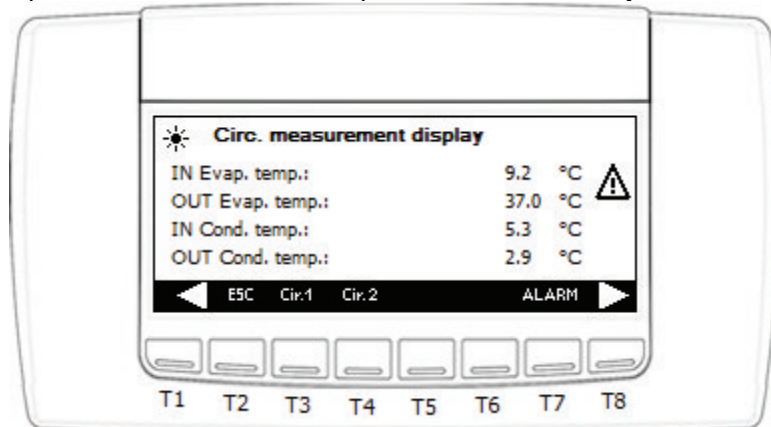 Circ. measurement display
IN Evap. temp.: 9.2 °C
OUT Evap. temp.: 37.0 °C
IN Cond. temp.: 5.3 °C
OUT Cond. temp.: 2.9 °C
ESC Cir.1 Cir.2 ALARM
T1 T2 T3 T4 T5 T6 T7 T8